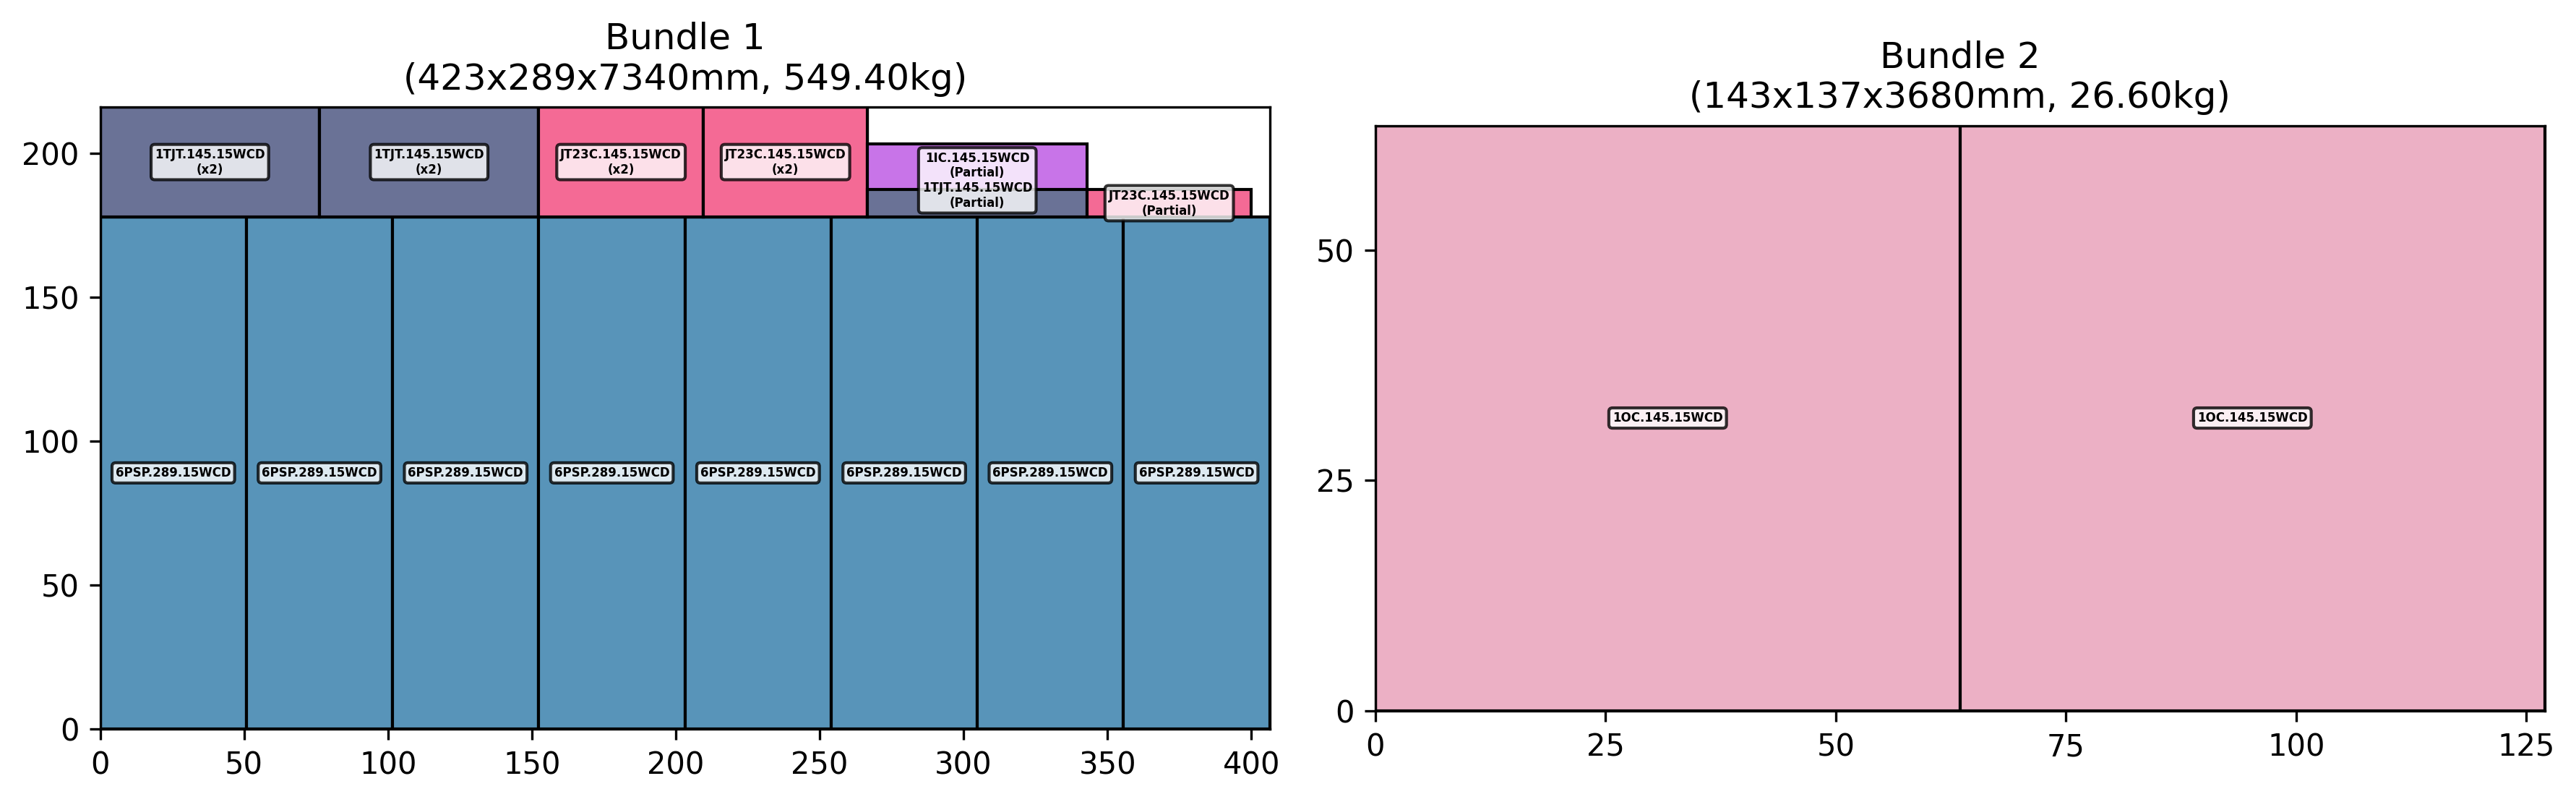 Bundle 1
(423x289x7340mm, 549.40kg)
200
150
100
50
0
1TJT.145.15WCD
(x2)
1TJT.145.15WCD
(x2)
JT23C.145.15WCD
(x2)
JT23C.145.15WCD
(x2)
1IC.145.15WCD
(Partial)
1TJT.145.15WCD
(Partial)
JT23C.145.15WCD
(Partial)
6PSP.289.15WCD
6PSP.289.15WCD
6PSP.289.15WCD
6PSP.289.15WCD
6PSP.289.15WCD
6PSP.289.15WCD
6PSP.289.15WCD
6PSP.289.15WCD
0
50
100
150
200
250
300
350
400
Bundle 2
(143x137x3680mm, 26.60kg)
50
25
0
1OC.145.15WCD
1OC.145.15WCD
0
25
50
75
100
125